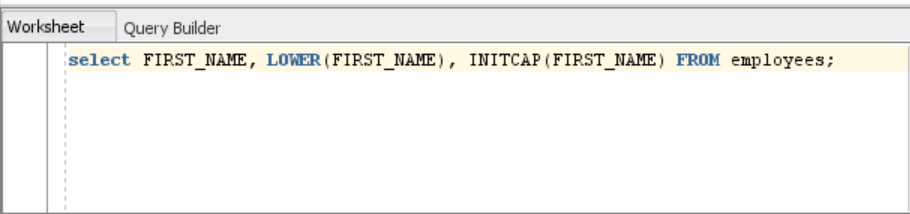 Worksheet Query Builder
select FIRST_NAME, LOWER(FIRST_NAME), INITCAP(FIRST_NAME) FROM employees;